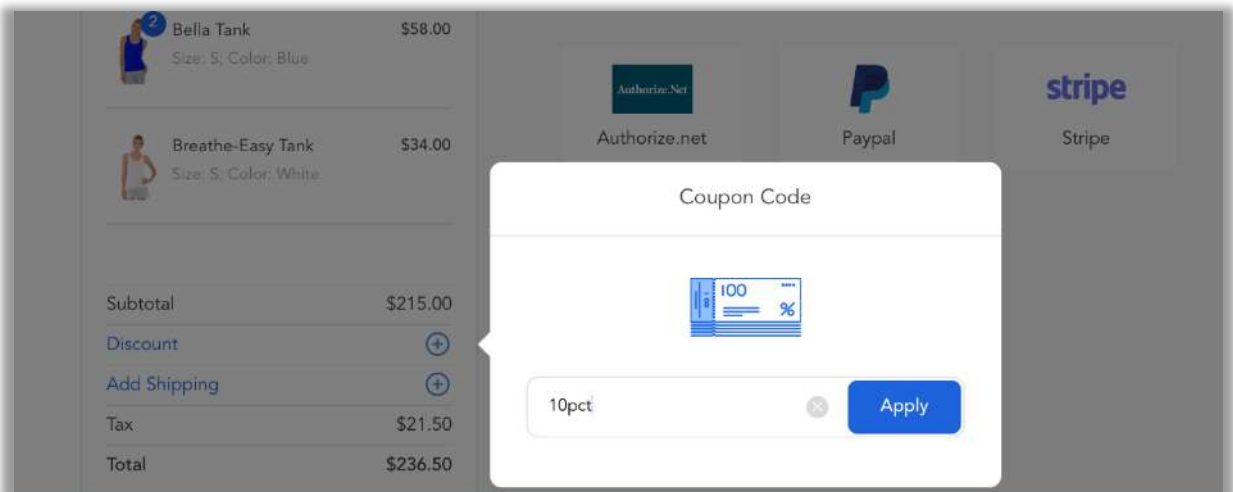 2
Bella Tank $58.00
Size: S, Color: Blue
Breathe-Easy Tank $34.00
Size: S, Color: White
Subtotal $215.00
Discount
Add Shipping
Tax $21.50
Total $236.50
Authorize.Net
Authorize.net
Paypal
stripe
Stripe
Coupon Code
100
%
10pct
Apply